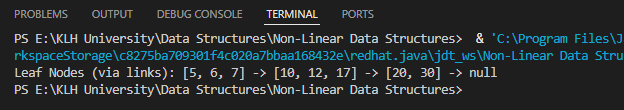 PROBLEMS OUTPUT DEBUG CONSOLE TERMINAL PORTS
PS E:\KLH University\Data Structures\Non-Linear Data Structures>  & 'C:\Program Files\J
rkspaceStorage\c8275ba709301f4c020a7bbaa168432e\redhat.java\jdt_ws\Non-Linear Data Stru
Leaf Nodes (via links): [5, 6, 7] -> [10, 12, 17] -> [20, 30] -> null
PS E:\KLH University\Data Structures\Non-Linear Data Structures>